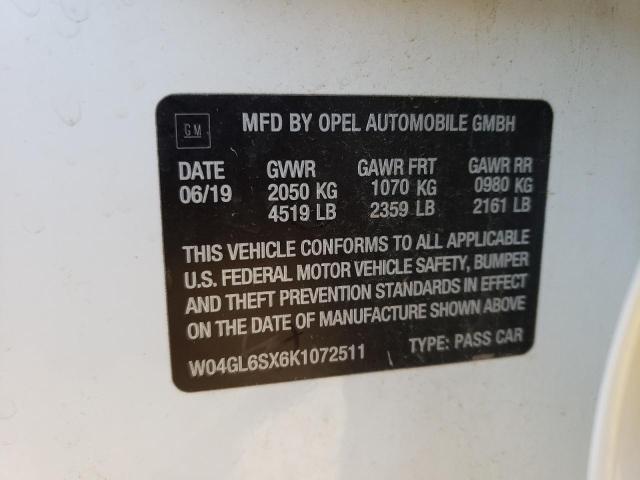 GM
MFD BY OPEL AUTOMOBILE GMBH
DATE GVWR GAWR FRT GAWR RR
06/19 2050 KG 1070 KG 0980 KG
4519 LB 2359 LB 2161 LB
THIS VEHICLE CONFORMS TO ALL APPLICABLE
U.S. FEDERAL MOTOR VEHICLE SAFETY, BUMPER
AND THEFT PREVENTION STANDARDS IN EFFECT
ON THE DATE OF MANUFACTURE SHOWN ABOVE
W04GL6SX6K1072511 TYPE: PASS CAR